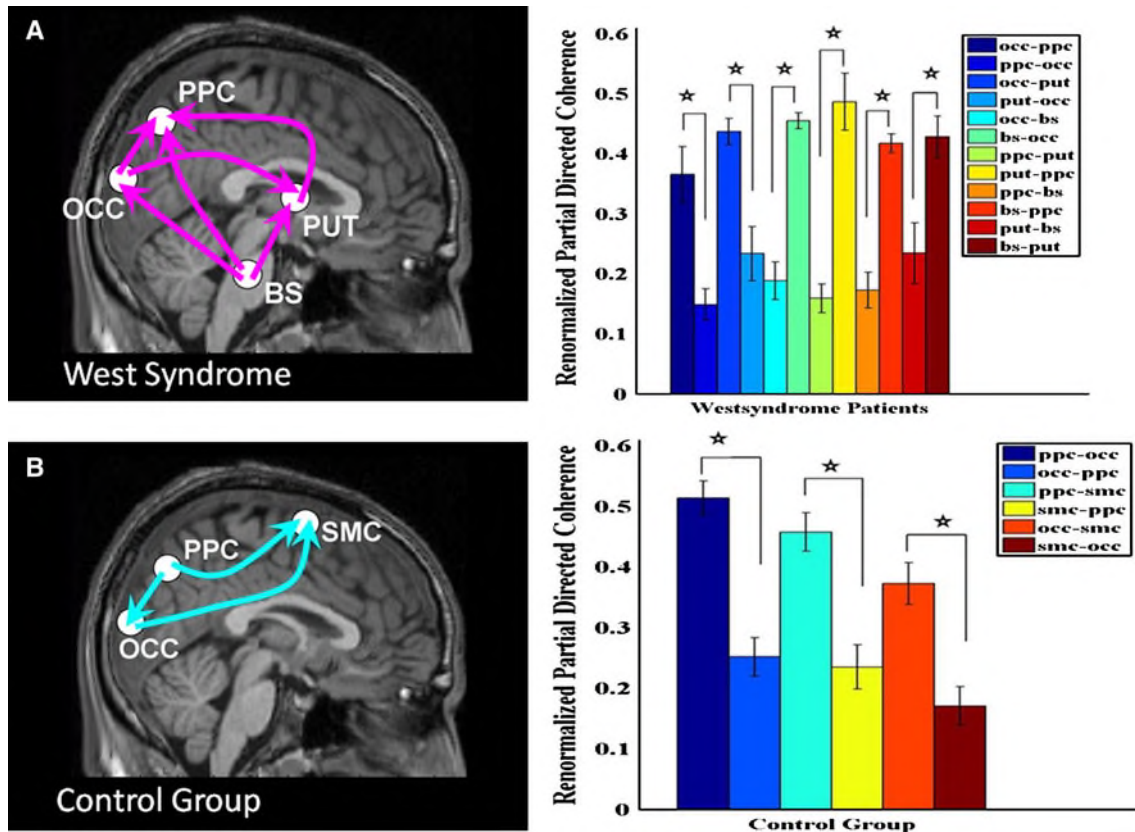 A
PPC
OCC
PUT
BS
West Syndrome
Renormalized Partial Directed Coherence
0.6
0.5
0.4
0.3
0.2
0.1
0
Westsyndrome Patients
occ-ppc
ppc-occ
occ-put
put-occ
occ-bs
bs-occ
ppc-put
put-ppc
ppc-bs
bs-ppc
put-bs
bs-put
B
SMC
PPC
OCC
Control Group
Renormalized Partial Directed Coherence
0.6
0.5
0.4
0.3
0.2
0.1
0
Control Group
ppc-occ
occ-ppc
ppc-smc
smc-ppc
occ-smc
smc-occ